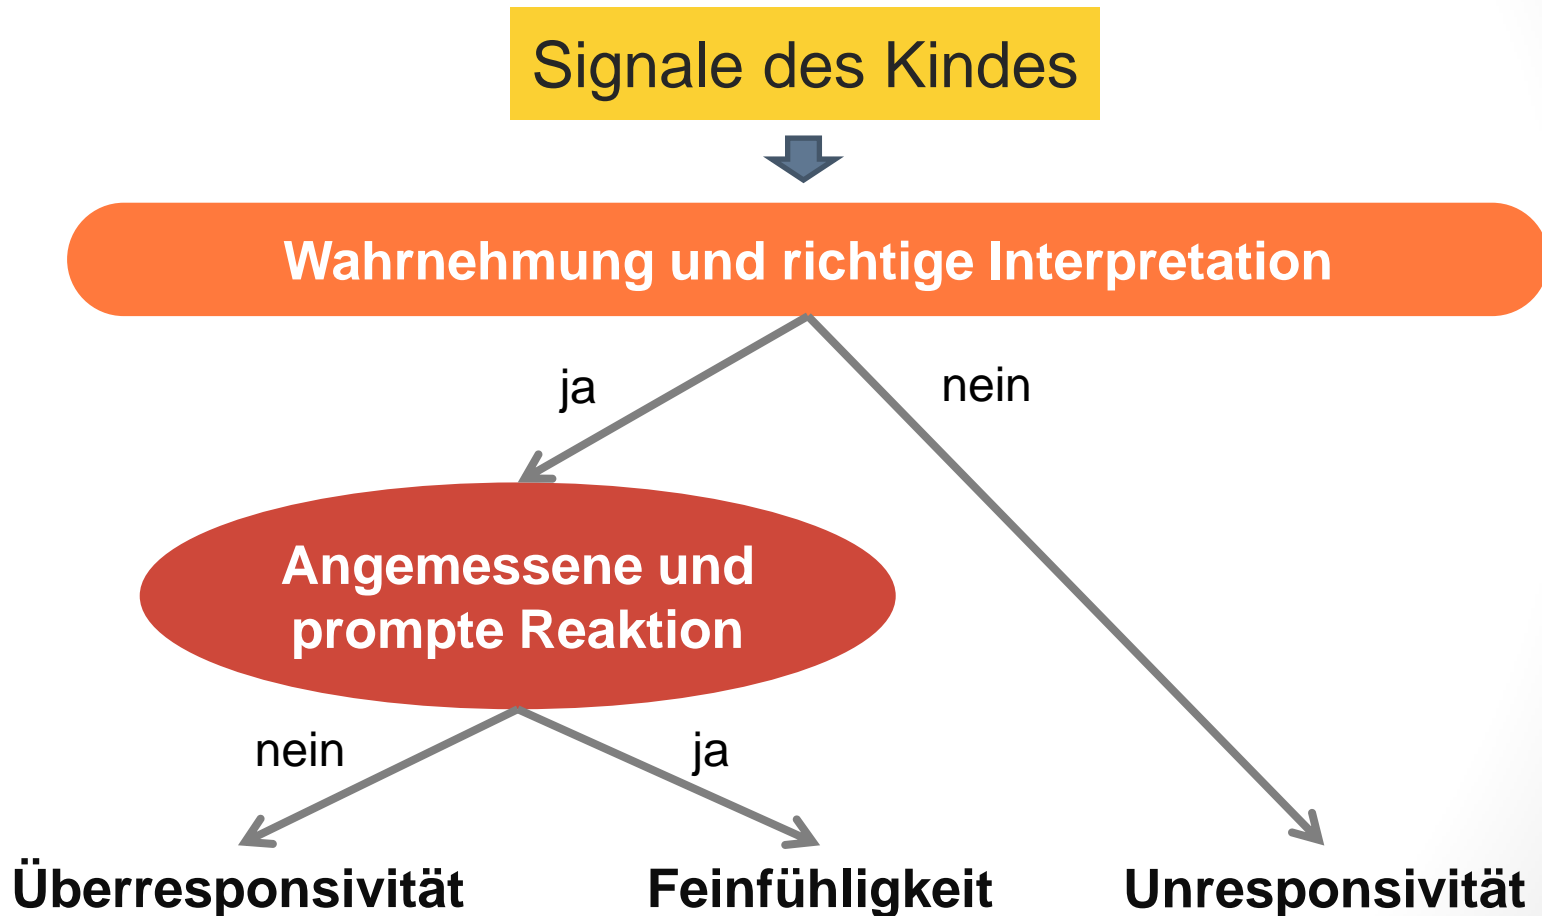 Signale des Kindes
Wahrnehmung und richtige Interpretation
ja
nein
Angemessene und
prompte Reaktion
nein
ja
Überresponsivität
Feinfühligkeit
Unresponsivität